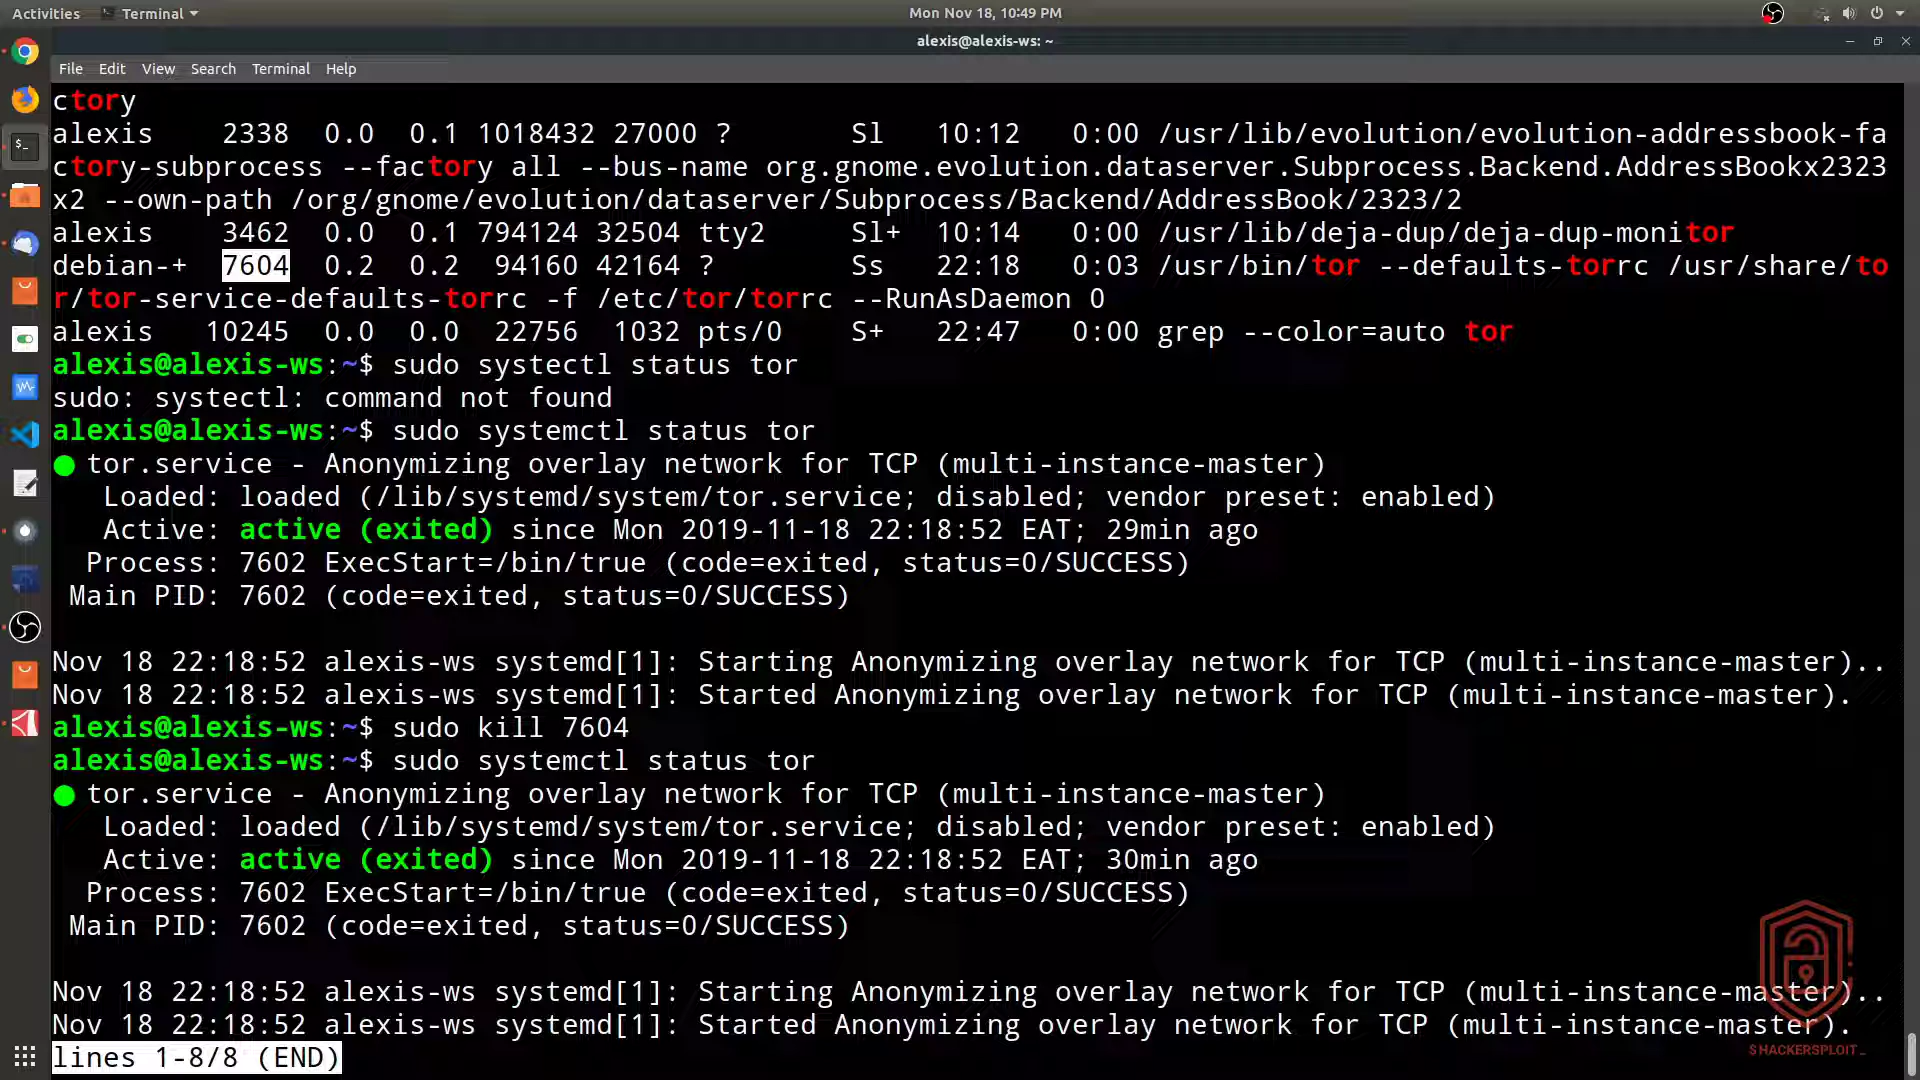 Activities Terminal Mon Nov 18, 10:49 PM
alexis@alexis-ws: ~
File Edit View Search Terminal Help
ctory
alexis    2338  0.0  0.1 1018432 27000 ?       Sl   10:12   0:00 /usr/lib/evolution/evolution-addressbook-fa
ctory-subprocess --factory all --bus-name org.gnome.evolution.dataserver.Subprocess.Backend.AddressBookx2323
x2 --own-path /org/gnome/evolution/dataserver/Subprocess/Backend/AddressBook/2323/2
alexis    3462  0.0  0.1 794124 32504 tty2     Sl+  10:14   0:00 /usr/lib/deja-dup/deja-dup-monitor
debian-+  7604  0.2  0.2  94160 42164 ?        Ss   22:18   0:03 /usr/bin/tor --defaults-torrc /usr/share/to
r/tor-service-defaults-torrc -f /etc/tor/torrc --RunAsDaemon 0
alexis   10245  0.0  0.0  22756  1032 pts/0    S+   22:47   0:00 grep --color=auto tor
alexis@alexis-ws:~$ sudo systectl status tor
sudo: systectl: command not found
alexis@alexis-ws:~$ sudo systemctl status tor
● tor.service - Anonymizing overlay network for TCP (multi-instance-master)
   Loaded: loaded (/lib/systemd/system/tor.service; disabled; vendor preset: enabled)
   Active: active (exited) since Mon 2019-11-18 22:18:52 EAT; 29min ago
  Process: 7602 ExecStart=/bin/true (code=exited, status=0/SUCCESS)
 Main PID: 7602 (code=exited, status=0/SUCCESS)
Nov 18 22:18:52 alexis-ws systemd[1]: Starting Anonymizing overlay network for TCP (multi-instance-master)..
Nov 18 22:18:52 alexis-ws systemd[1]: Started Anonymizing overlay network for TCP (multi-instance-master).
alexis@alexis-ws:~$ sudo kill 7604
alexis@alexis-ws:~$ sudo systemctl status tor
● tor.service - Anonymizing overlay network for TCP (multi-instance-master)
   Loaded: loaded (/lib/systemd/system/tor.service; disabled; vendor preset: enabled)
   Active: active (exited) since Mon 2019-11-18 22:18:52 EAT; 30min ago
  Process: 7602 ExecStart=/bin/true (code=exited, status=0/SUCCESS)
 Main PID: 7602 (code=exited, status=0/SUCCESS)
Nov 18 22:18:52 alexis-ws systemd[1]: Starting Anonymizing overlay network for TCP (multi-instance-master)..
Nov 18 22:18:52 alexis-ws systemd[1]: Started Anonymizing overlay network for TCP (multi-instance-master).
lines 1-8/8 (END)
$ HACKERSPLOIT_